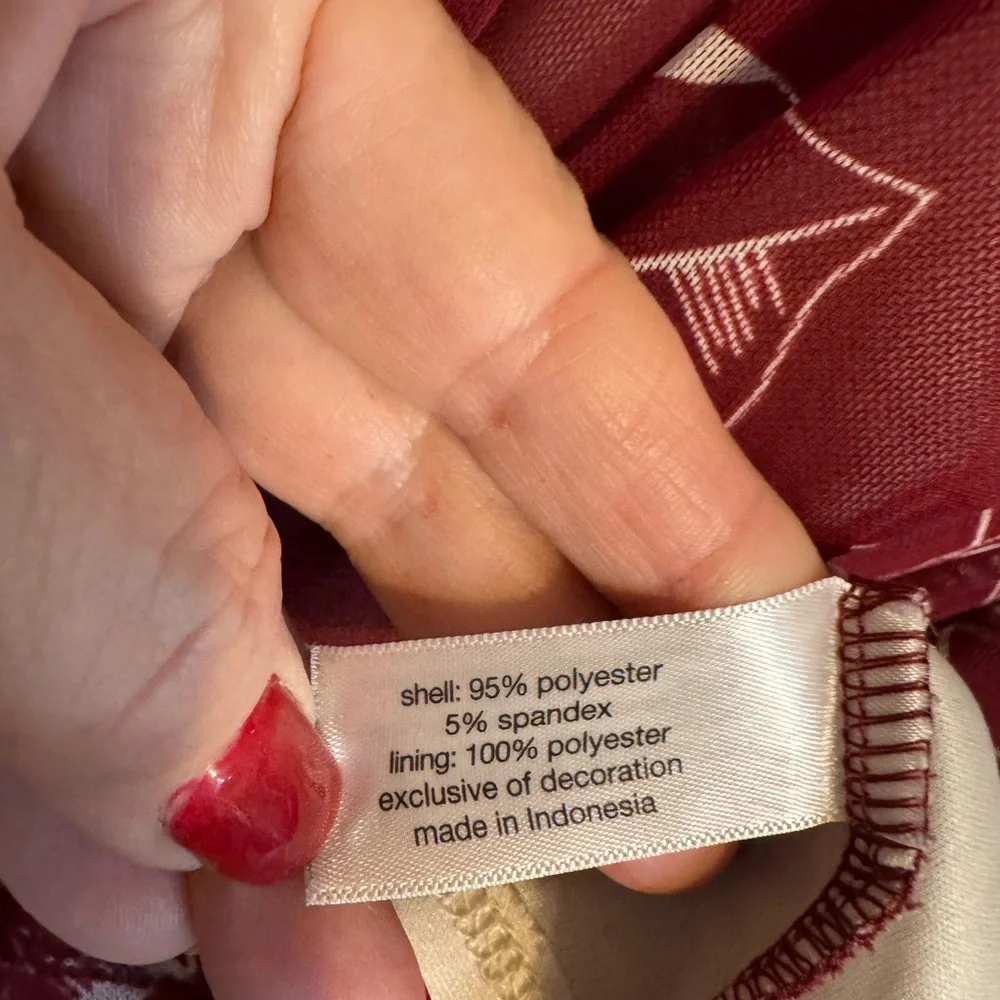 shell: 95% polyester
5% spandex
lining: 100% polyester
exclusive of decoration
made in Indonesia